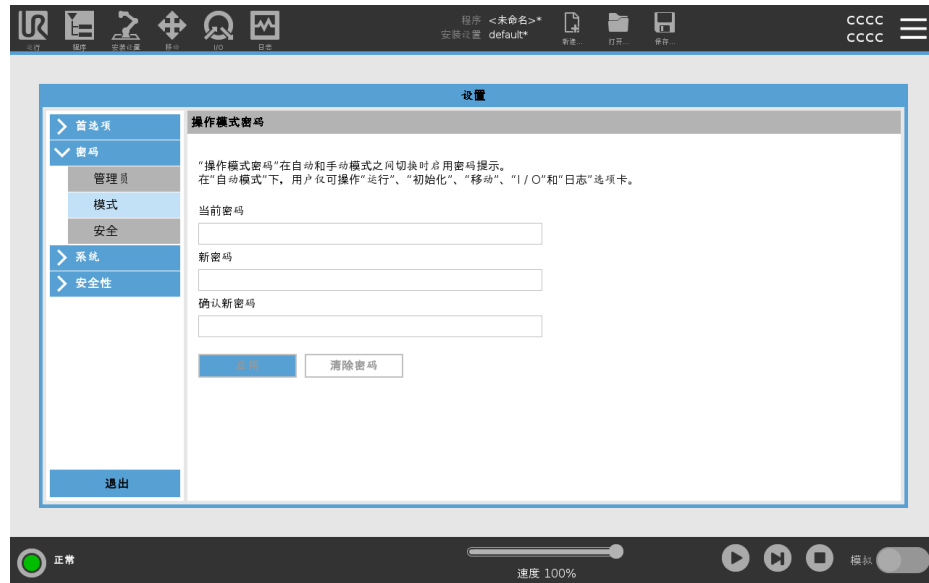 UR
程序 <未命名>*
安装设置 default*
运行
程序
安装设置
移动
I/O
日志
新建...
打开...
保存...
cccc
cccc
设置
首选项
密码
管理员
模式
安全
系统
安全性
退出
操作模式密码
“操作模式密码”在自动和手动模式之间切换时启用密码提示。
在“自动模式”下，用户仅可操作“运行”、“初始化”、“移动”、“I / O”和“日志”选项卡。
当前密码
新密码
确认新密码
应用
清除密码
正常
速度 100%
模拟